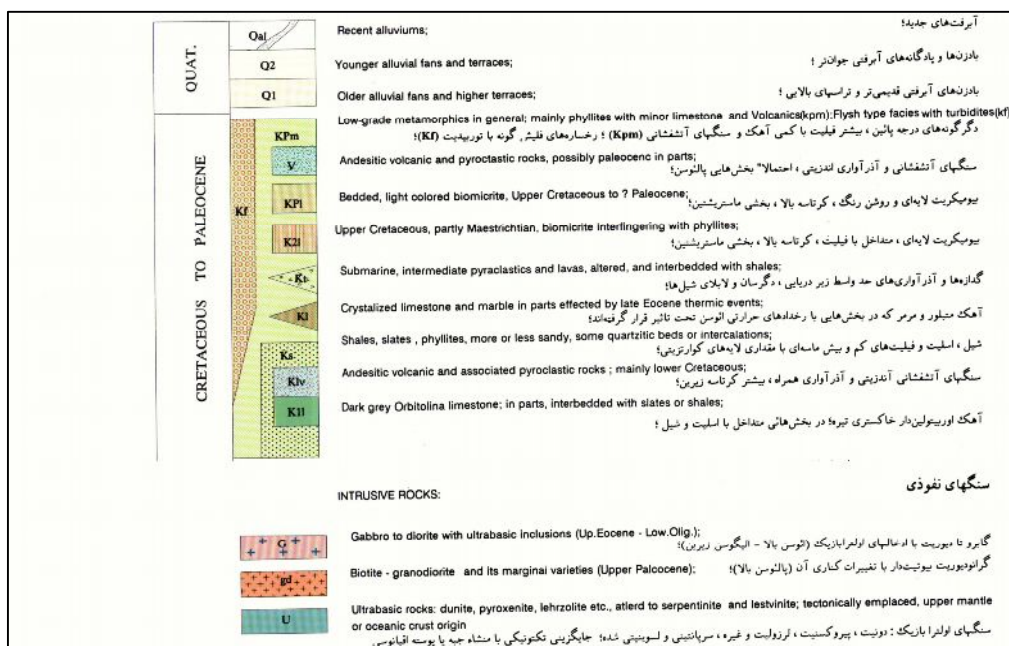 QUAT.
Qal
Recent alluviums;
آبرفت‌های جدید؛
Q2
Younger alluvial fans and terraces;
بادزن‌ها و پادگانه‌های آبرفتی جوان‌تر ؛
Q1
Older alluvial fans and higher terraces;
بادزن‌های آبرفتی قدیمی‌تر و تراسهای بالایی ؛
CRETACEOUS TO PALEOCENE
Kf
KPm
Low-grade metamorphics in general; mainly phyllites with minor limestone and Volcanics(kpm):Flysh type facies with turbidites(kf)
دگرگونه‌های درجه پائین ، بیشتر فیلیت با کمی آهک و سنگهای آتشفشانی (Kpm) ؛ رخساره‌های فلیش گونه با توربیدیت (Kf)؛
V
Andesitic volcanic and pyroctastic rocks, possibly paleocenc in parts;
سنگهای آتشفشانی و آذرآواری اندزیتی ، احتمالا" بخش‌هایی پالئوسن؛
KPl
Bedded, light colored biomicrite, Upper Cretaceous to ? Paleocene;
بیومیکریت لایه‌ای و روشن رنگ ، کرتاسه بالا ، بخشی ماستریشتین؛
K2l
Upper Cretaceous, partly Maestrichtian, biomicrite interfingering with phyllites;
بیومیکریت لایه‌ای ، متداخل با فیلیت ، کرتاسه بالا ، بخشی ماستریشتین؛
Kt
Submarine, intermediate pyraclastics and lavas, altered, and interbedded with shales;
گدازه‌ها و آذرآواری‌های حد واسط زیر دریایی ، دگرسان و لابلای شیل‌ها؛
Kl
Crystalized limestone and marble in parts effected by late Eocene thermic events;
آهک متبلور و مرمر که در بخش‌هایی با رخدادهای حرارتی ائوسن تحت تاثیر قرار گرفته‌اند؛
Ks
Shales, slates , phyllites, more or less sandy, some quartzitic beds or intercalations;
شیل ، اسلیت و فیلیت‌های کم و بیش ماسه‌ای با مقداری لایه‌های کوارتزیتی؛
Klv
Andesitic volcanic and associated pyroclastic rocks ; mainly lower Cretaceous;
سنگهای آتشفشانی آندزیتی و آذرآواری همراه ، بیشتر کرتاسه زیرین؛
K1l
Dark grey Orbitolina limestone; in parts, interbedded with slates or shales;
آهک اوربیتولین‌دار خاکستری تیره؛ در بخش‌هائی متداخل با اسلیت و شیل ؛
سنگهای نفوذی
INTRUSIVE ROCKS:
G
Gabbro to diorite with ultrabasic inclusions (Up.Eocene - Low.Olig.);
گابرو تا دیوریت با ادخالهای اولترابازیک (ائوسن بالا - الیگوسن زیرین)؛
gd
Biotite - granodiorite and its marginal varieties (Upper Palcocene);
گرانودیوریت بیوتیت‌دار با تغییرات کناری آن (پالئوسن بالا)؛
U
Ultrabasic rocks: dunite, pyroxenite, lehrzolite etc., atlerd to serpentinite and lestvinite; tectonically emplaced, upper mantle
or oceanic crust origin
سنگهای اولترا بازیک : دونیت ، پیروکسنیت ، لرزولیت و غیره ، سرپانتینی و لسوینیتی شده؛ جایگزینی تکتونیکی با منشاء جبه یا پوسته اقیانوسی